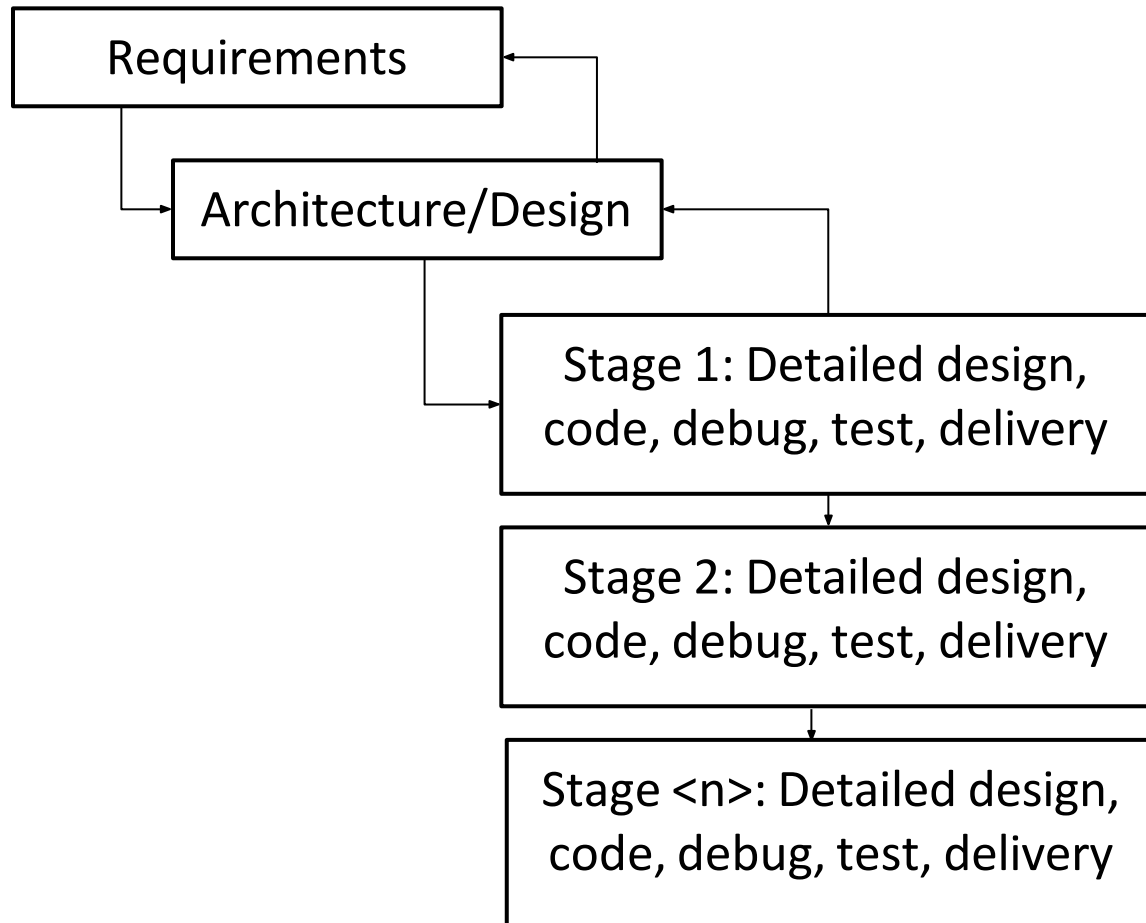 Requirements
Architecture/Design
Stage 1: Detailed design,
code, debug, test, delivery
Stage 2: Detailed design,
code, debug, test, delivery
Stage <n>: Detailed design,
code, debug, test, delivery